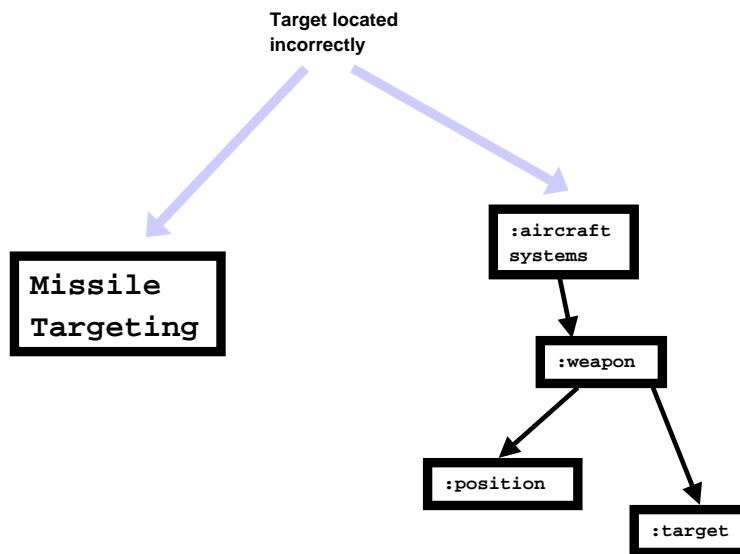 Target located
incorrectly
Missile
Targeting
:aircraft
systems
:weapon
:position
:target